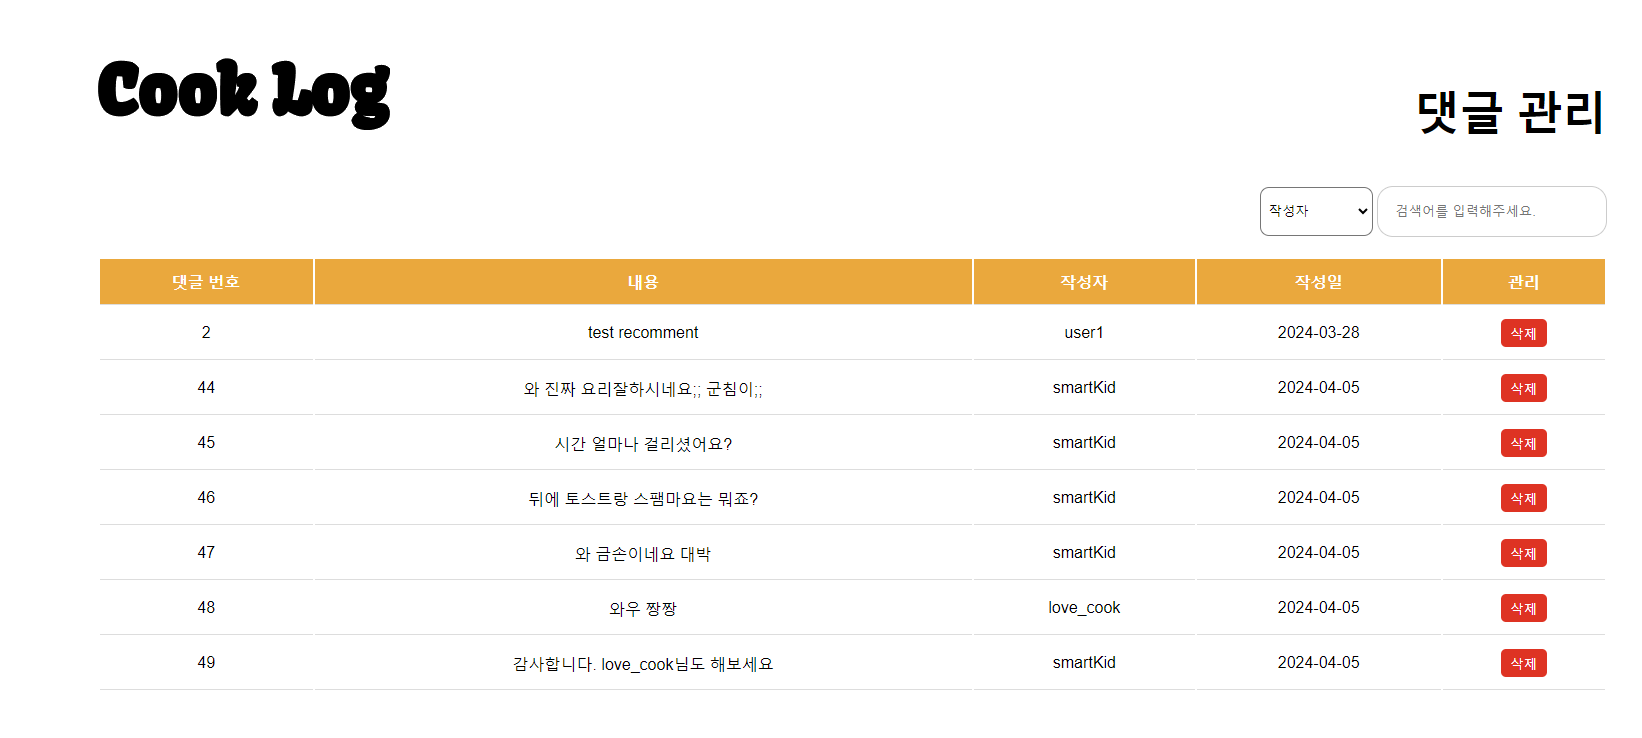 Cook Log
댓글 관리
작성자 검색어를 입력해주세요.
댓글 번호 내용 작성자 작성일 관리
2 test recomment user1 2024-03-28 삭제
44 와 진짜 요리잘하시네요;; 군침이;; smartKid 2024-04-05 삭제
45 시간 얼마나 걸리셨어요? smartKid 2024-04-05 삭제
46 뒤에 토스트랑 스팸마요는 뭐죠? smartKid 2024-04-05 삭제
47 와 금손이네요 대박 smartKid 2024-04-05 삭제
48 와우 짱짱 love_cook 2024-04-05 삭제
49 감사합니다. love_cook님도 해보세요 smartKid 2024-04-05 삭제